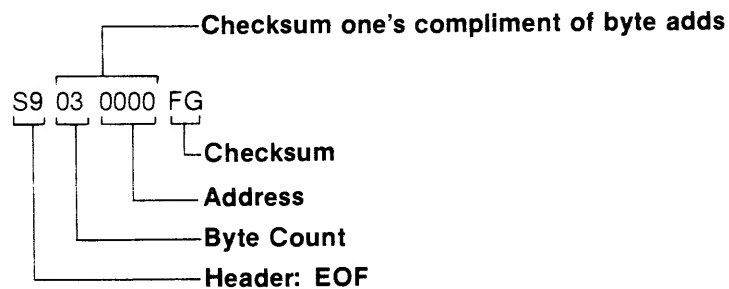 Checksum one's compliment of byte adds
S9 03 0000 FG
Checksum
Address
Byte Count
Header: EOF